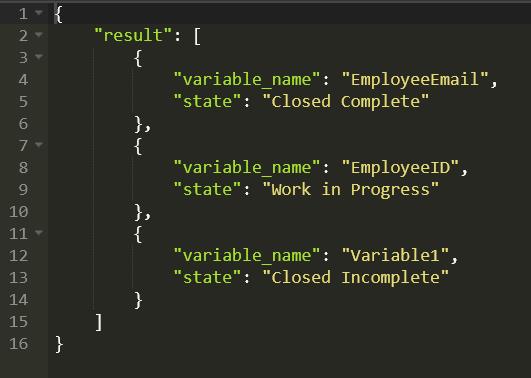 1 {
2     "result": [
3         {
4             "variable_name": "EmployeeEmail",
5             "state": "Closed Complete"
6         },
7         {
8             "variable_name": "EmployeeID",
9             "state": "Work in Progress"
10         },
11         {
12             "variable_name": "Variable1",
13             "state": "Closed Incomplete"
14         }
15     ]
16 }